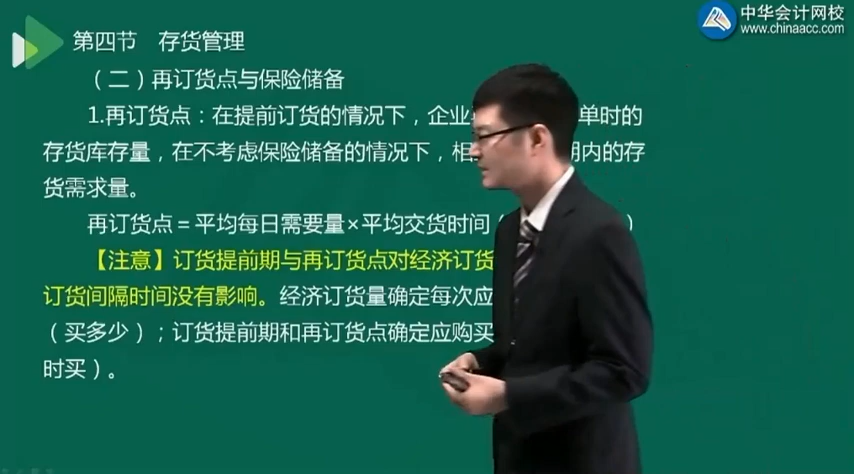 中华会计网校
www.chinaacc.com
第四节 存货管理
（二）再订货点与保险储备
1.再订货点：在提前订货的情况下，企业 单时的
存货库存量，在不考虑保险储备的情况下，相 期内的存
货需求量。
再订货点＝平均每日需要量×平均交货时间（ ）
【注意】订货提前期与再订货点对经济订货
订货间隔时间没有影响。经济订货量确定每次应
（买多少）；订货提前期和再订货点确定应购买
时买）。